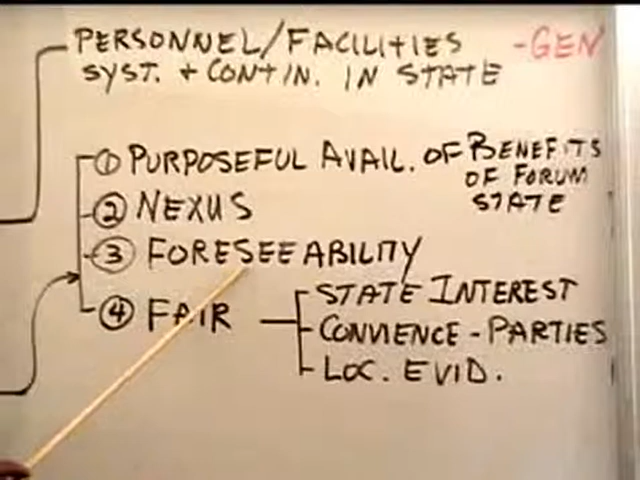 PERSONNEL/FACILITIES - GEN
SYST. + CONTIN. IN STATE
① PURPOSEFUL AVAIL. OF BENEFITS
OF FORUM
STATE
② NEXUS
③ FORESEEABILITY
④ FAIR
STATE INTEREST
CONVIENCE - PARTIES
LOC. EVID.